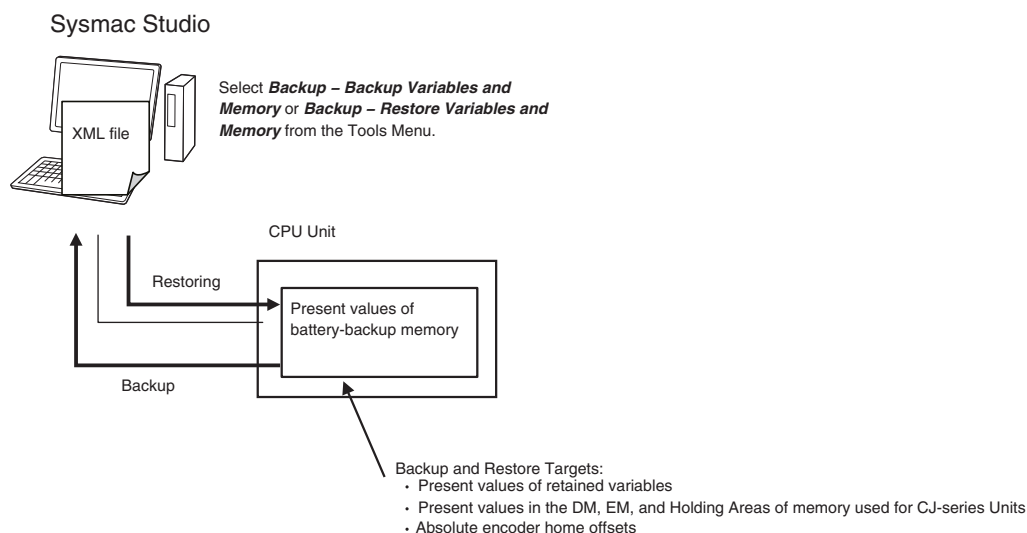 Sysmac Studio
Select Backup – Backup Variables and
Memory or Backup – Restore Variables and
Memory from the Tools Menu.
XML file
CPU Unit
Restoring
Present values of
battery-backup memory
Backup
Backup and Restore Targets:
• Present values of retained variables
• Present values in the DM, EM, and Holding Areas of memory used for CJ-series Units
• Absolute encoder home offsets